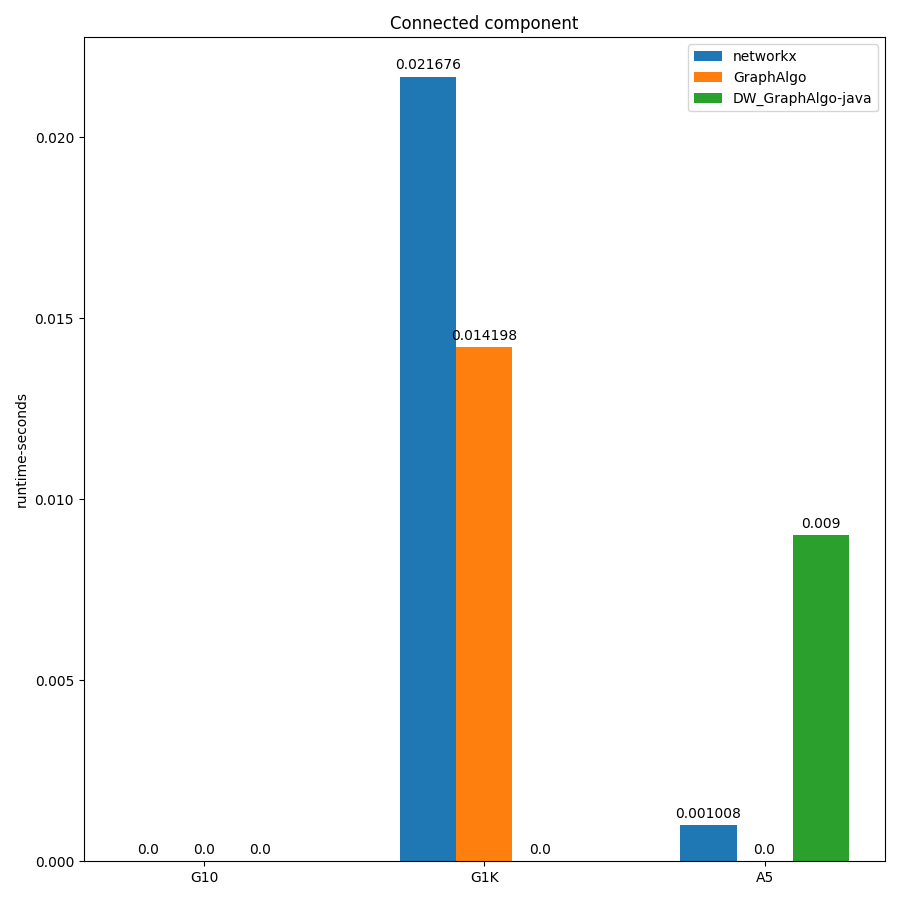 Connected component
networkx
GraphAlgo
DW_GraphAlgo-java
runtime-seconds
0.020
0.015
0.010
0.005
0.000
0.0
0.0
0.0
0.021676
0.014198
0.0
0.001008
0.0
0.009
G10
G1K
A5